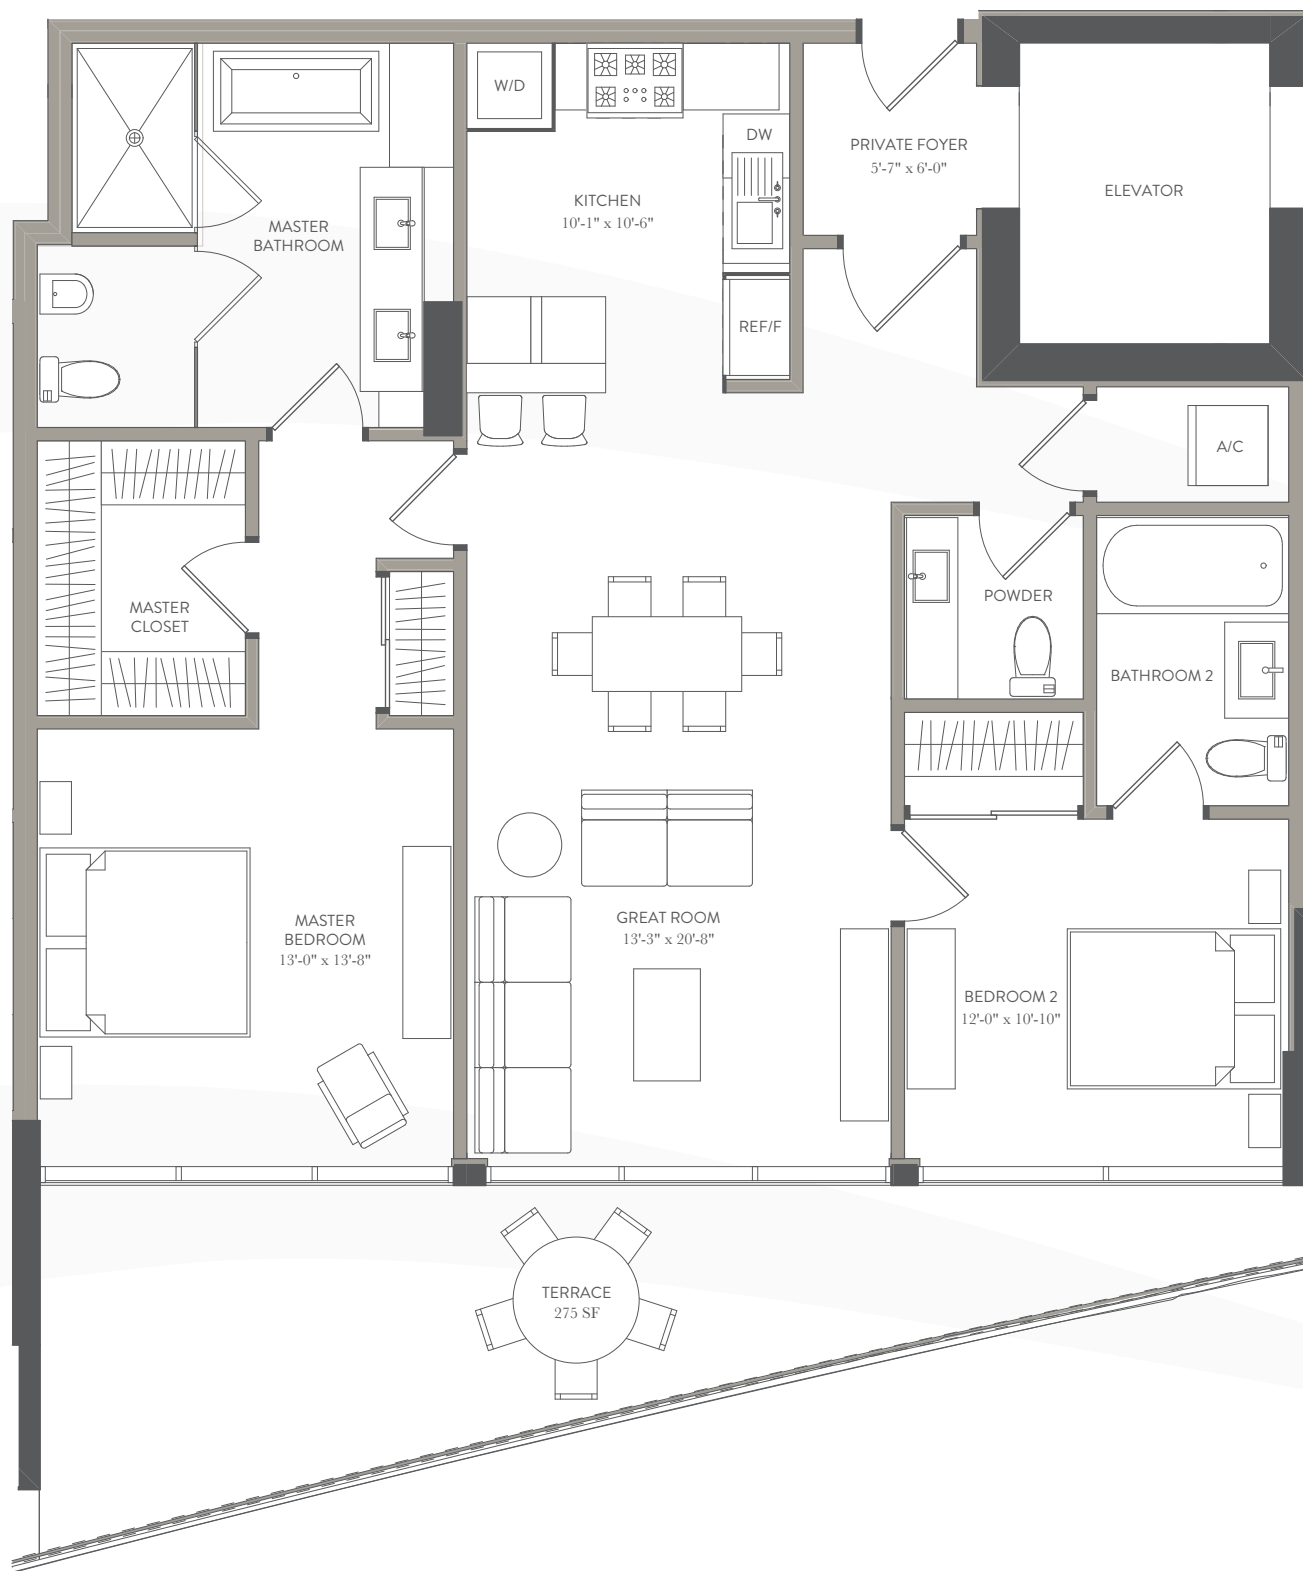 W/D
DW
PRIVATE FOYER
5'-7" x 6'-0"
ELEVATOR
KITCHEN
10'-1" x 10'-6"
MASTER
BATHROOM
REF/F
A/C
MASTER
CLOSET
POWDER
BATHROOM 2
MASTER
BEDROOM
13'-0" x 13'-8"
GREAT ROOM
13'-3" x 20'-8"
BEDROOM 2
12'-0" x 10'-10"
TERRACE
275 SF